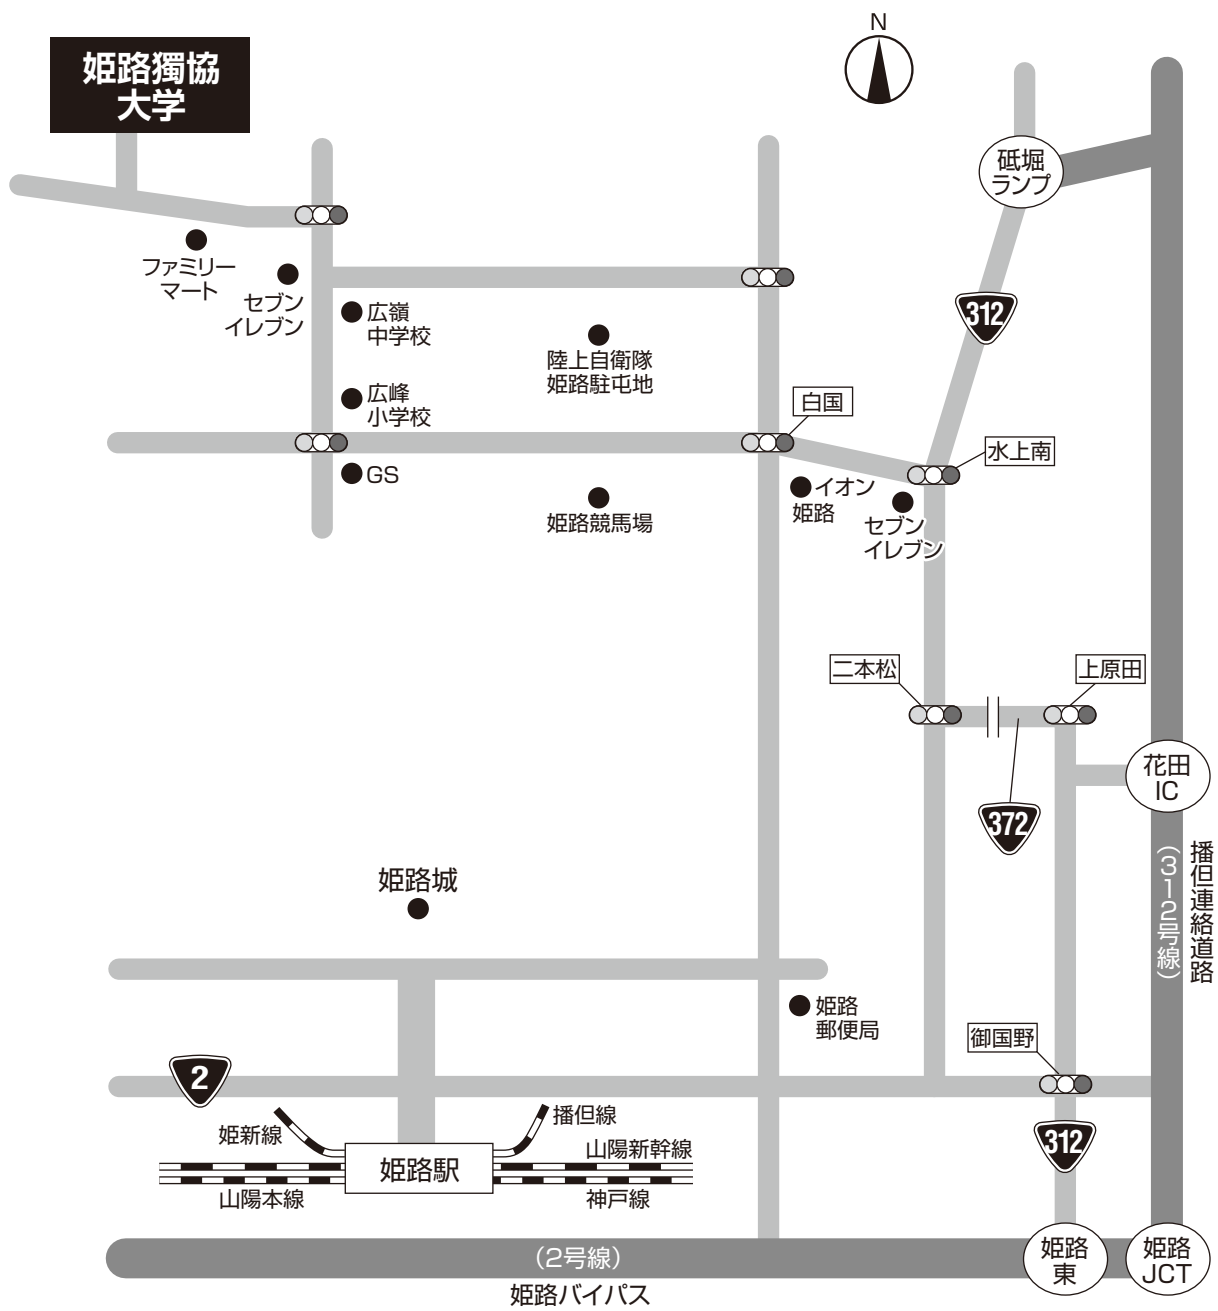 N
姫路獨協
大学
砥堀
ランプ
ファミリー
マート
セブン
イレブン
広嶺
中学校
陸上自衛隊
姫路駐屯地
312
広峰
小学校
白国
水上南
GS
姫路競馬場
イオン
姫路
セブン
イレブン
二本松
上原田
花田
IC
372
播但連絡道路
(312号線)
姫路城
姫路
郵便局
御国野
2
姫新線
播但線
山陽新幹線
312
姫路駅
山陽本線
神戸線
(2号線)
姫路バイパス
姫路
東
姫路
JCT